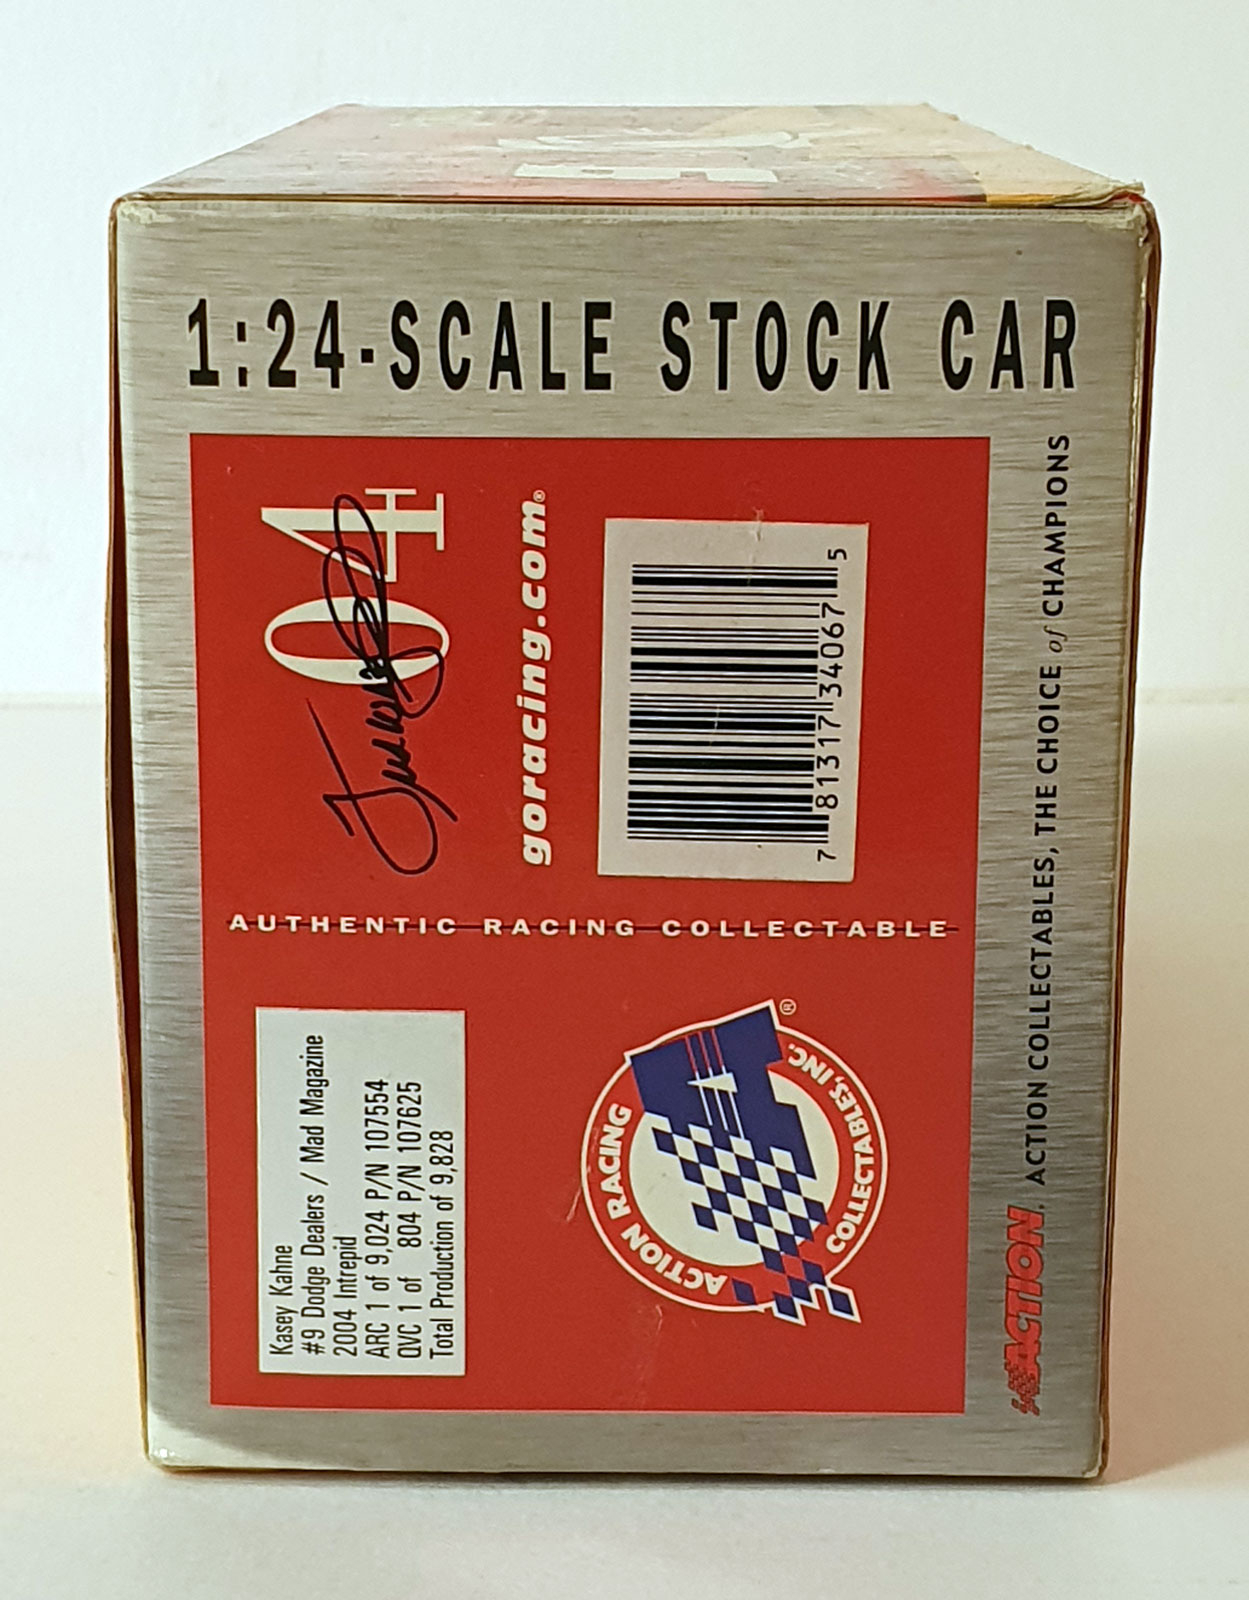 1:24-SCALE STOCK CAR
04
goracing.com®
7 81317 34067 5
AUTHENTIC RACING COLLECTABLE
Kasey Kahne
#9 Dodge Dealers / Mad Magazine
2004 Intrepid
ARC 1 of 9,024 P/N 107554
QVC 1 of 804 P/N 107625
Total Production of 9,828
ACTION RACING
COLLECTABLES, INC.
®
ACTION. ACTION COLLECTABLES, THE CHOICE of CHAMPIONS